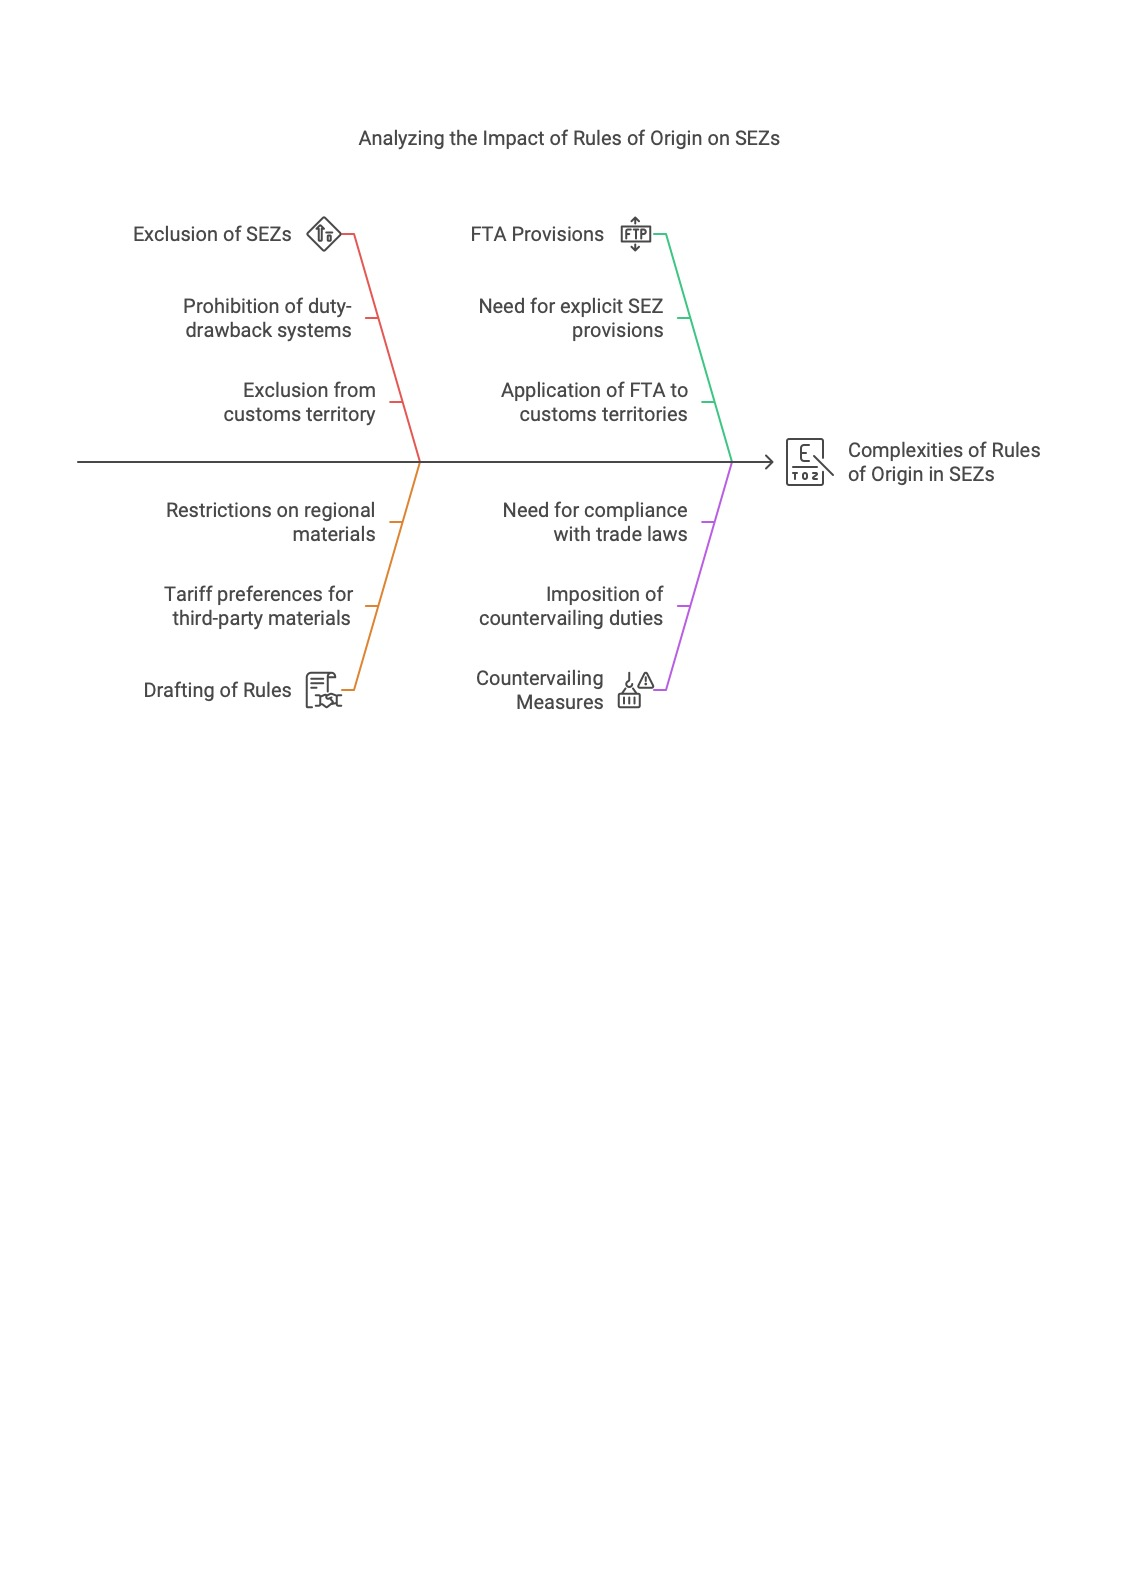 Analyzing the Impact of Rules of Origin on SEZs
Exclusion of SEZs
Prohibition of duty-
drawback systems
Exclusion from
customs territory
FTA Provisions
FTP
Need for explicit SEZ
provisions
Application of FTA to
customs territories
E
TOZ
Complexities of Rules
of Origin in SEZs
Restrictions on regional
materials
Tariff preferences for
third-party materials
Drafting of Rules
Need for compliance
with trade laws
Imposition of
countervailing duties
Countervailing
Measures